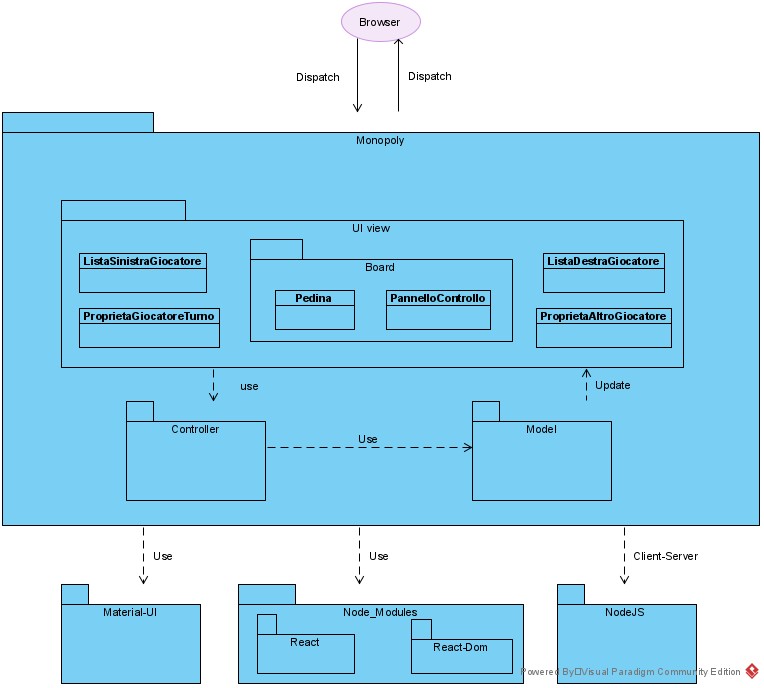 Browser
Dispatch
Dispatch
Monopoly
UI view
ListaSinistraGiocatore
Board
ListaDestraGiocatore
Pedina
PannelloControllo
ProprietaGiocatoreTurno
ProprietaAltroGiocatore
use
Update
Controller
Use
Model
Use
Use
Client-Server
Material-UI
Node_Modules
NodeJS
React
React-Dom
Powered By Visual Paradigm Community Edition